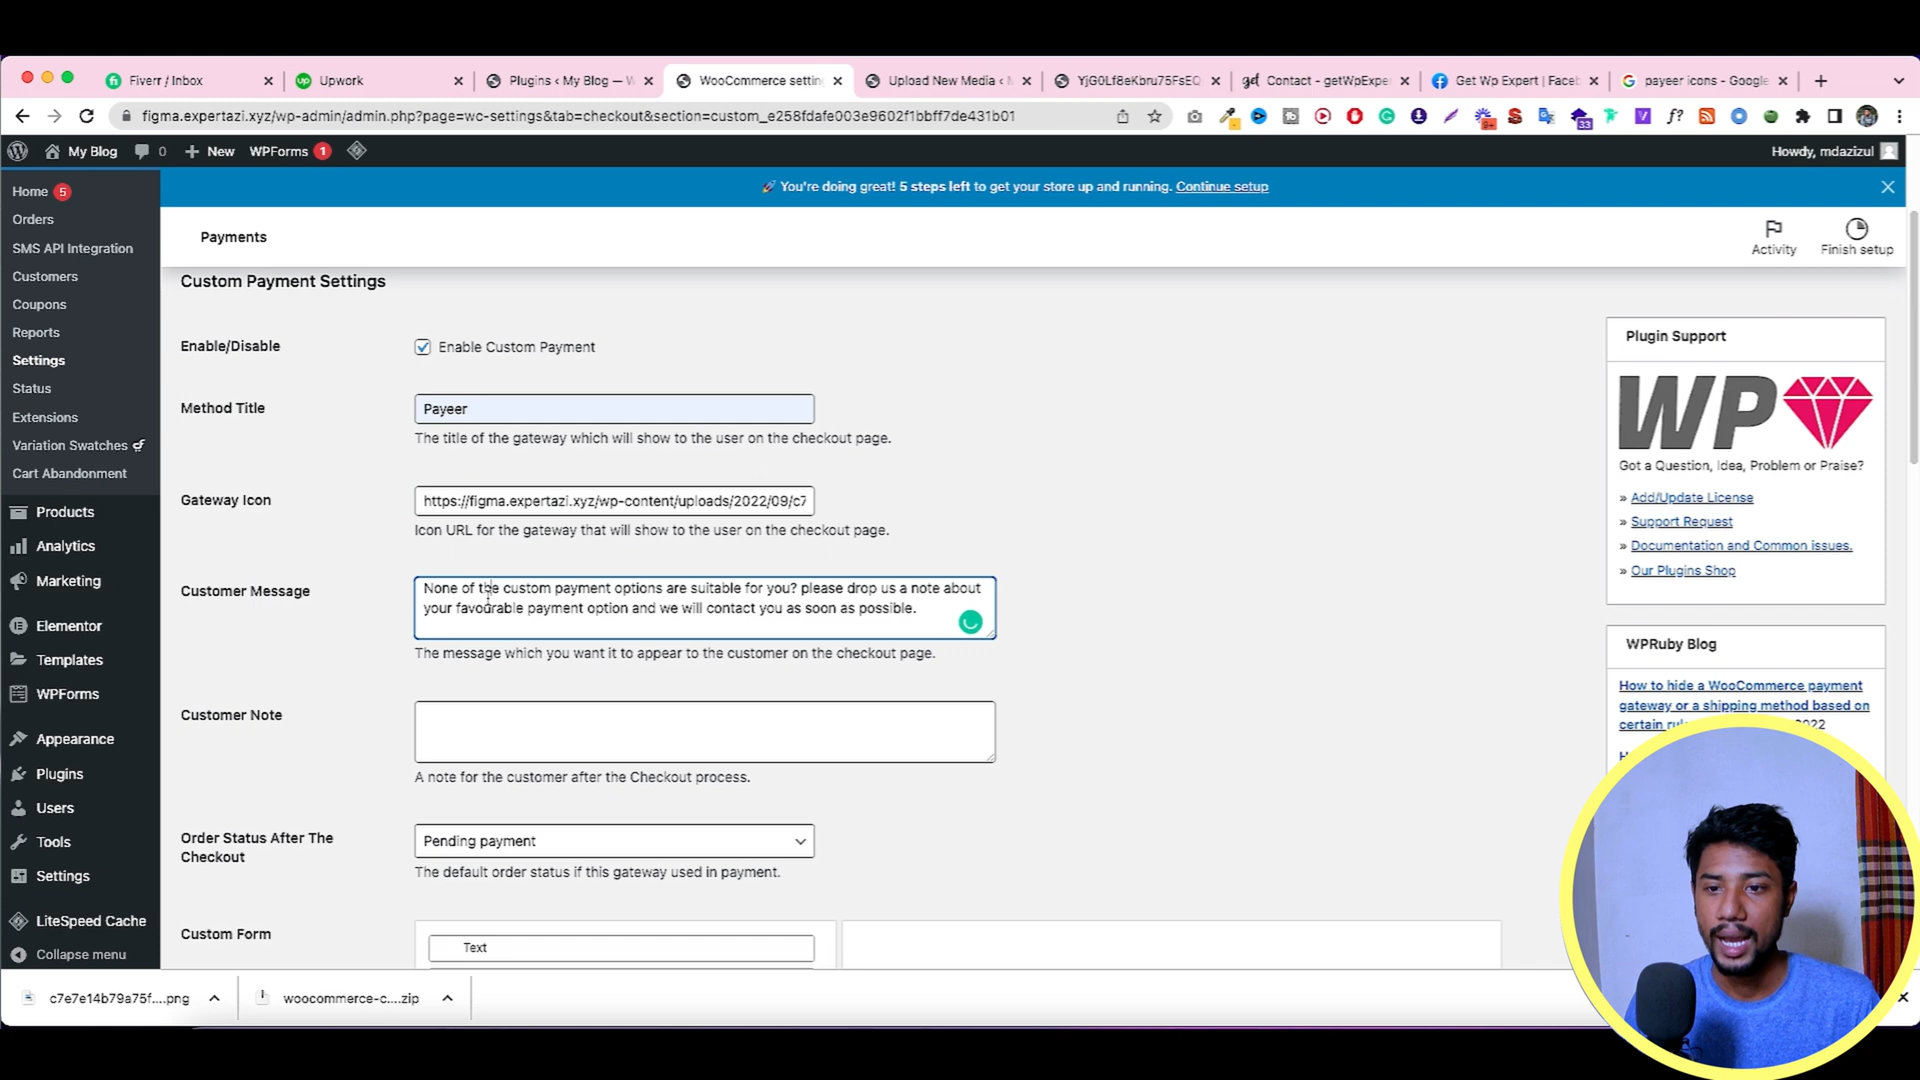 Fiverr / Inbox
Upwork
Plugins ‹ My Blog — W
WooCommerce settin
Upload New Media ‹ M
YjG0Lf8eKbru75FsEQ
Contact - getWpExper
Get Wp Expert | Faceb
payeer icons - Google
figma.expertazi.xyz/wp-admin/admin.php?page=wc-settings&tab=checkout&section=custom_e258fdafe003e9602f1bbff7de431b01
My Blog
0
New
WPForms 1
Howdy, mdazizul
Home 5
Orders
SMS API Integration
Customers
Coupons
Reports
Settings
Status
Extensions
Variation Swatches
Cart Abandonment
Products
Analytics
Marketing
Elementor
Templates
WPForms
Appearance
Plugins
Users
Tools
Settings
LiteSpeed Cache
Collapse menu
You're doing great! 5 steps left to get your store up and running. Continue setup
Payments
Activity
Finish setup
Custom Payment Settings
Enable/Disable
Enable Custom Payment
Method Title
Payeer
The title of the gateway which will show to the user on the checkout page.
Gateway Icon
https://figma.expertazi.xyz/wp-content/uploads/2022/09/c7
Icon URL for the gateway that will show to the user on the checkout page.
Customer Message
None of the custom payment options are suitable for you? please drop us a note about
your favourable payment option and we will contact you as soon as possible.
The message which you want it to appear to the customer on the checkout page.
Customer Note
A note for the customer after the Checkout process.
Order Status After The
Checkout
Pending payment
The default order status if this gateway used in payment.
Custom Form
Text
Plugin Support
WP
Got a Question, Idea, Problem or Praise?
» Add/Update License
» Support Request
» Documentation and Common issues.
» Our Plugins Shop
WPRuby Blog
How to hide a WooCommerce payment
gateway or a shipping method based on
certain
c7e7e14b79a75f....png
woocommerce-c....zip